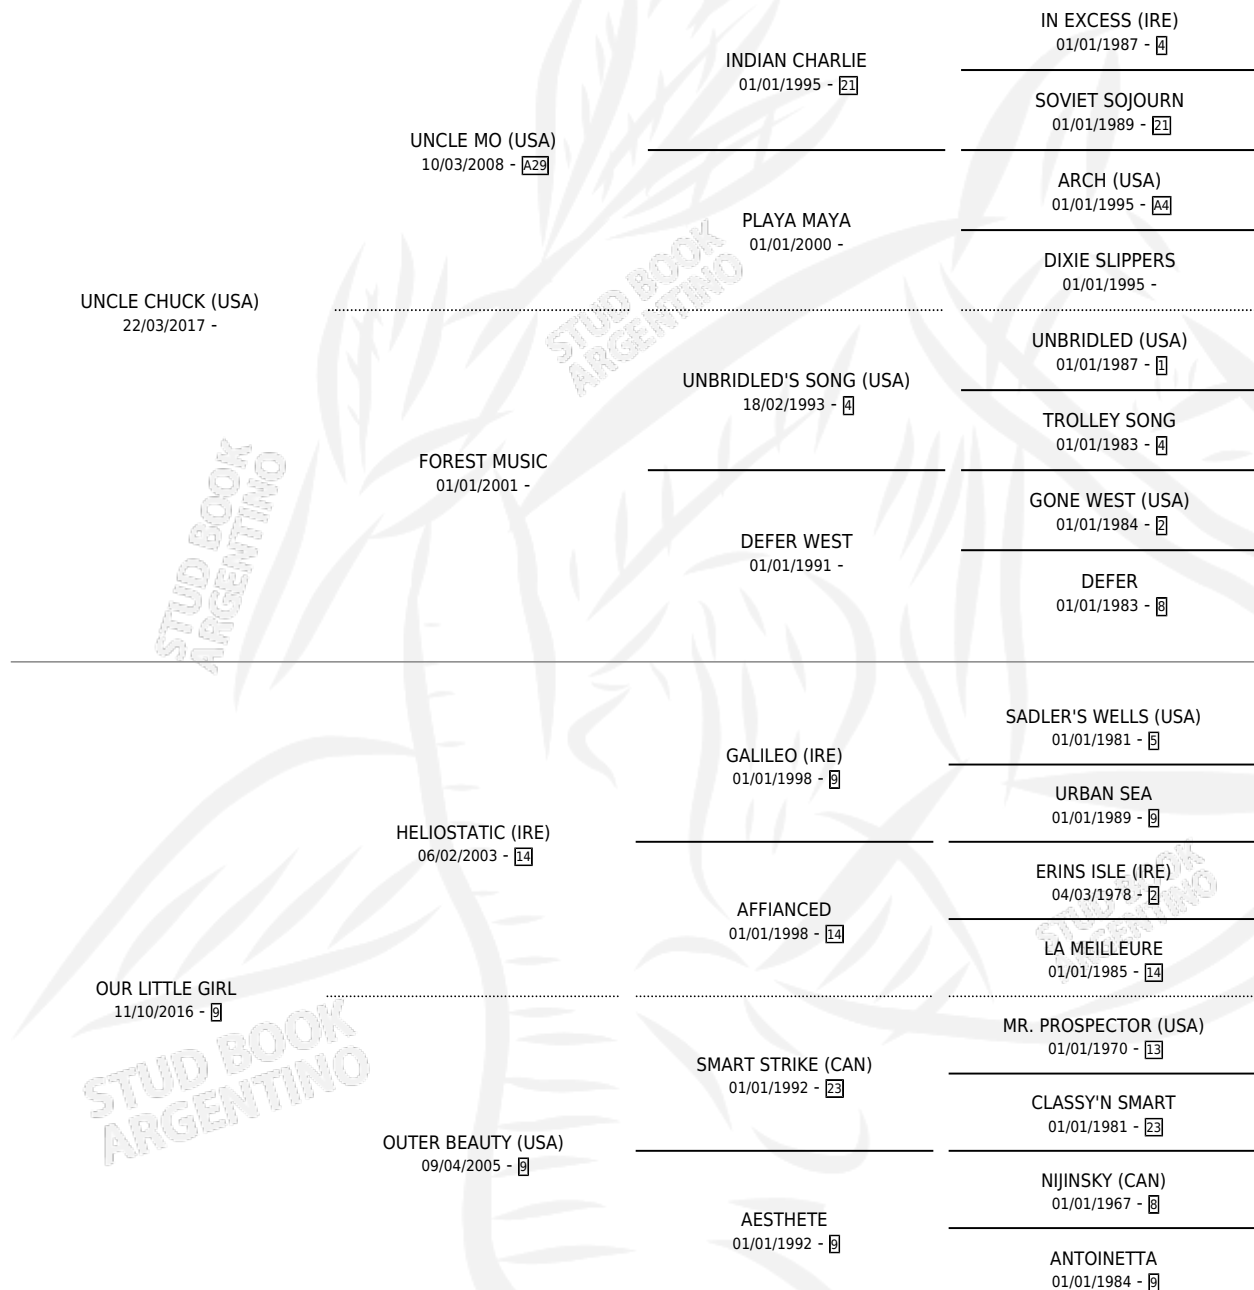 IN EXCESS (IRE)
01/01/1987 - 4
INDIAN CHARLIE
01/01/1995 - 21
SOVIET SOJOURN
01/01/1989 - 21
UNCLE MO (USA)
10/03/2008 - A29
ARCH (USA)
01/01/1995 - A4
PLAYA MAYA
01/01/2000 -
DIXIE SLIPPERS
01/01/1995 -
UNCLE CHUCK (USA)
22/03/2017 -
UNBRIDLED (USA)
01/01/1987 - 1
UNBRIDLED'S SONG (USA)
18/02/1993 - 4
TROLLEY SONG
01/01/1983 - 4
FOREST MUSIC
01/01/2001 -
GONE WEST (USA)
01/01/1984 - 2
DEFER WEST
01/01/1991 -
DEFER
01/01/1983 - 8
SADLER'S WELLS (USA)
01/01/1981 - 5
GALILEO (IRE)
01/01/1998 - 9
URBAN SEA
01/01/1989 - 9
HELIOSTATIC (IRE)
06/02/2003 - 14
ERINS ISLE (IRE)
04/03/1978 - 2
AFFIANCED
01/01/1998 - 14
LA MEILLEURE
01/01/1985 - 14
OUR LITTLE GIRL
11/10/2016 - 9
MR. PROSPECTOR (USA)
01/01/1970 - 13
SMART STRIKE (CAN)
01/01/1992 - 23
CLASSY'N SMART
01/01/1981 - 23
OUTER BEAUTY (USA)
09/04/2005 - 9
NIJINSKY (CAN)
01/01/1967 - 8
AESTHETE
01/01/1992 - 9
ANTOINETTA
01/01/1984 - 9
STUD BOOK
ARGENTINO
STUD BOOK
ARGENTINO
STUD BOOK
ARGENTINO
STUD BOOK
ARGENTINO